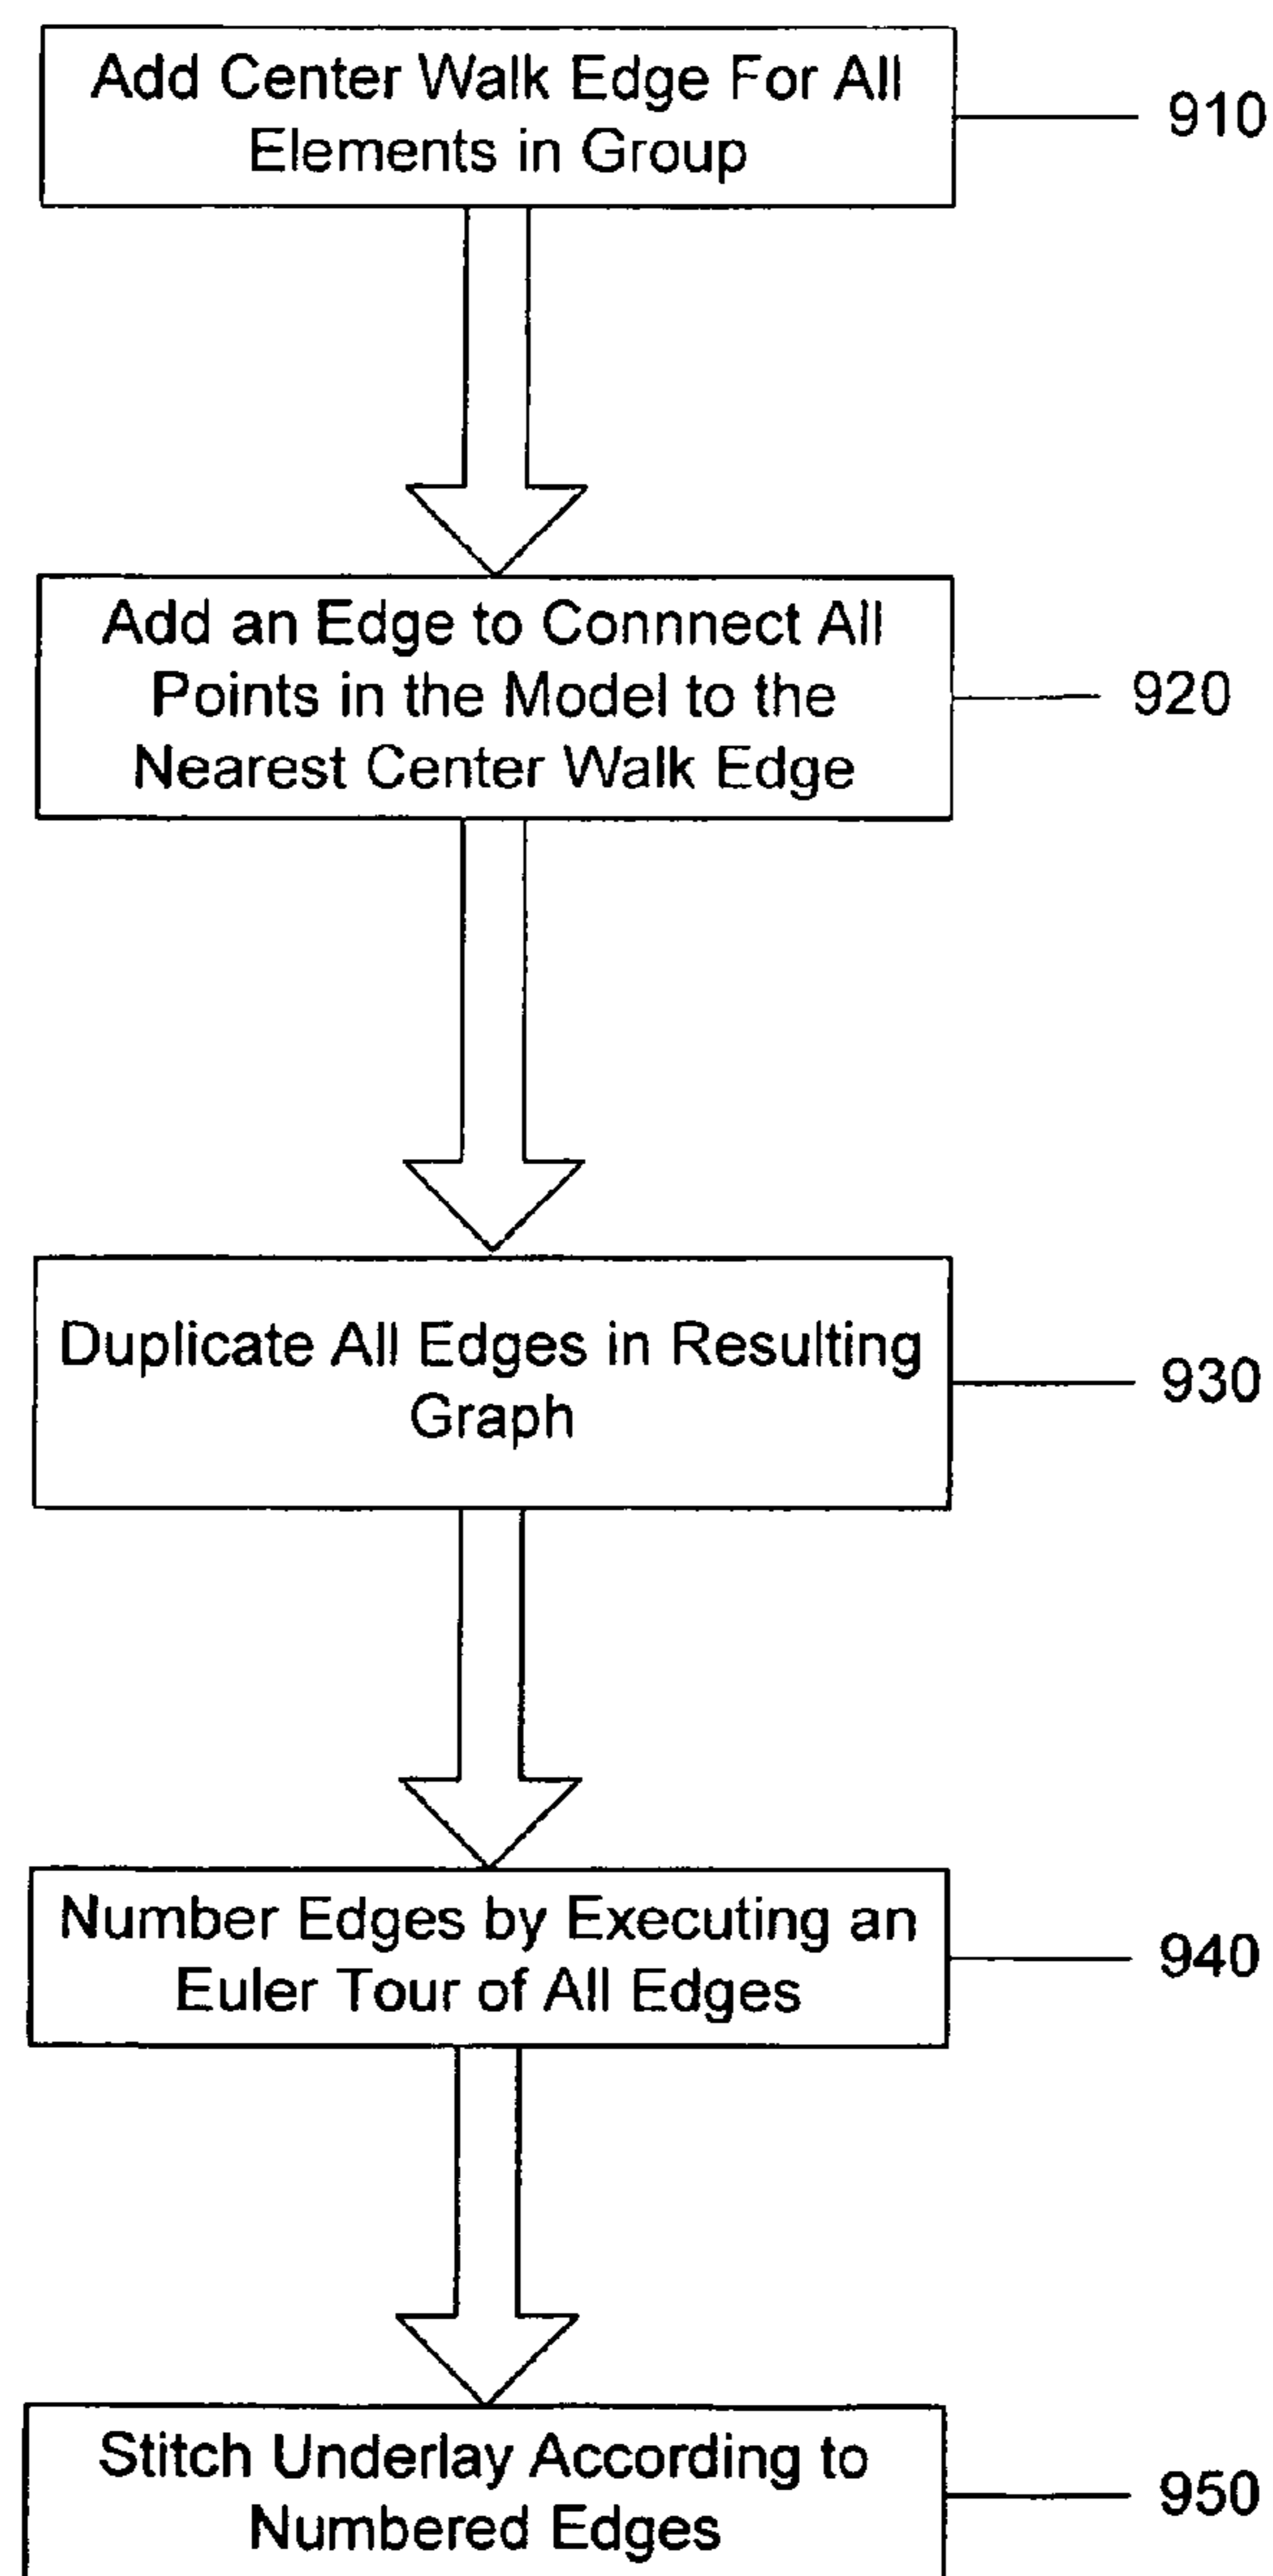 Add Center Walk Edge For All
Elements in Group
910
Add an Edge to Connnect All
Points in the Model to the
Nearest Center Walk Edge
920
Duplicate All Edges in Resulting
Graph
930
Number Edges by Executing an
Euler Tour of All Edges
940
Stitch Underlay According to
Numbered Edges
950